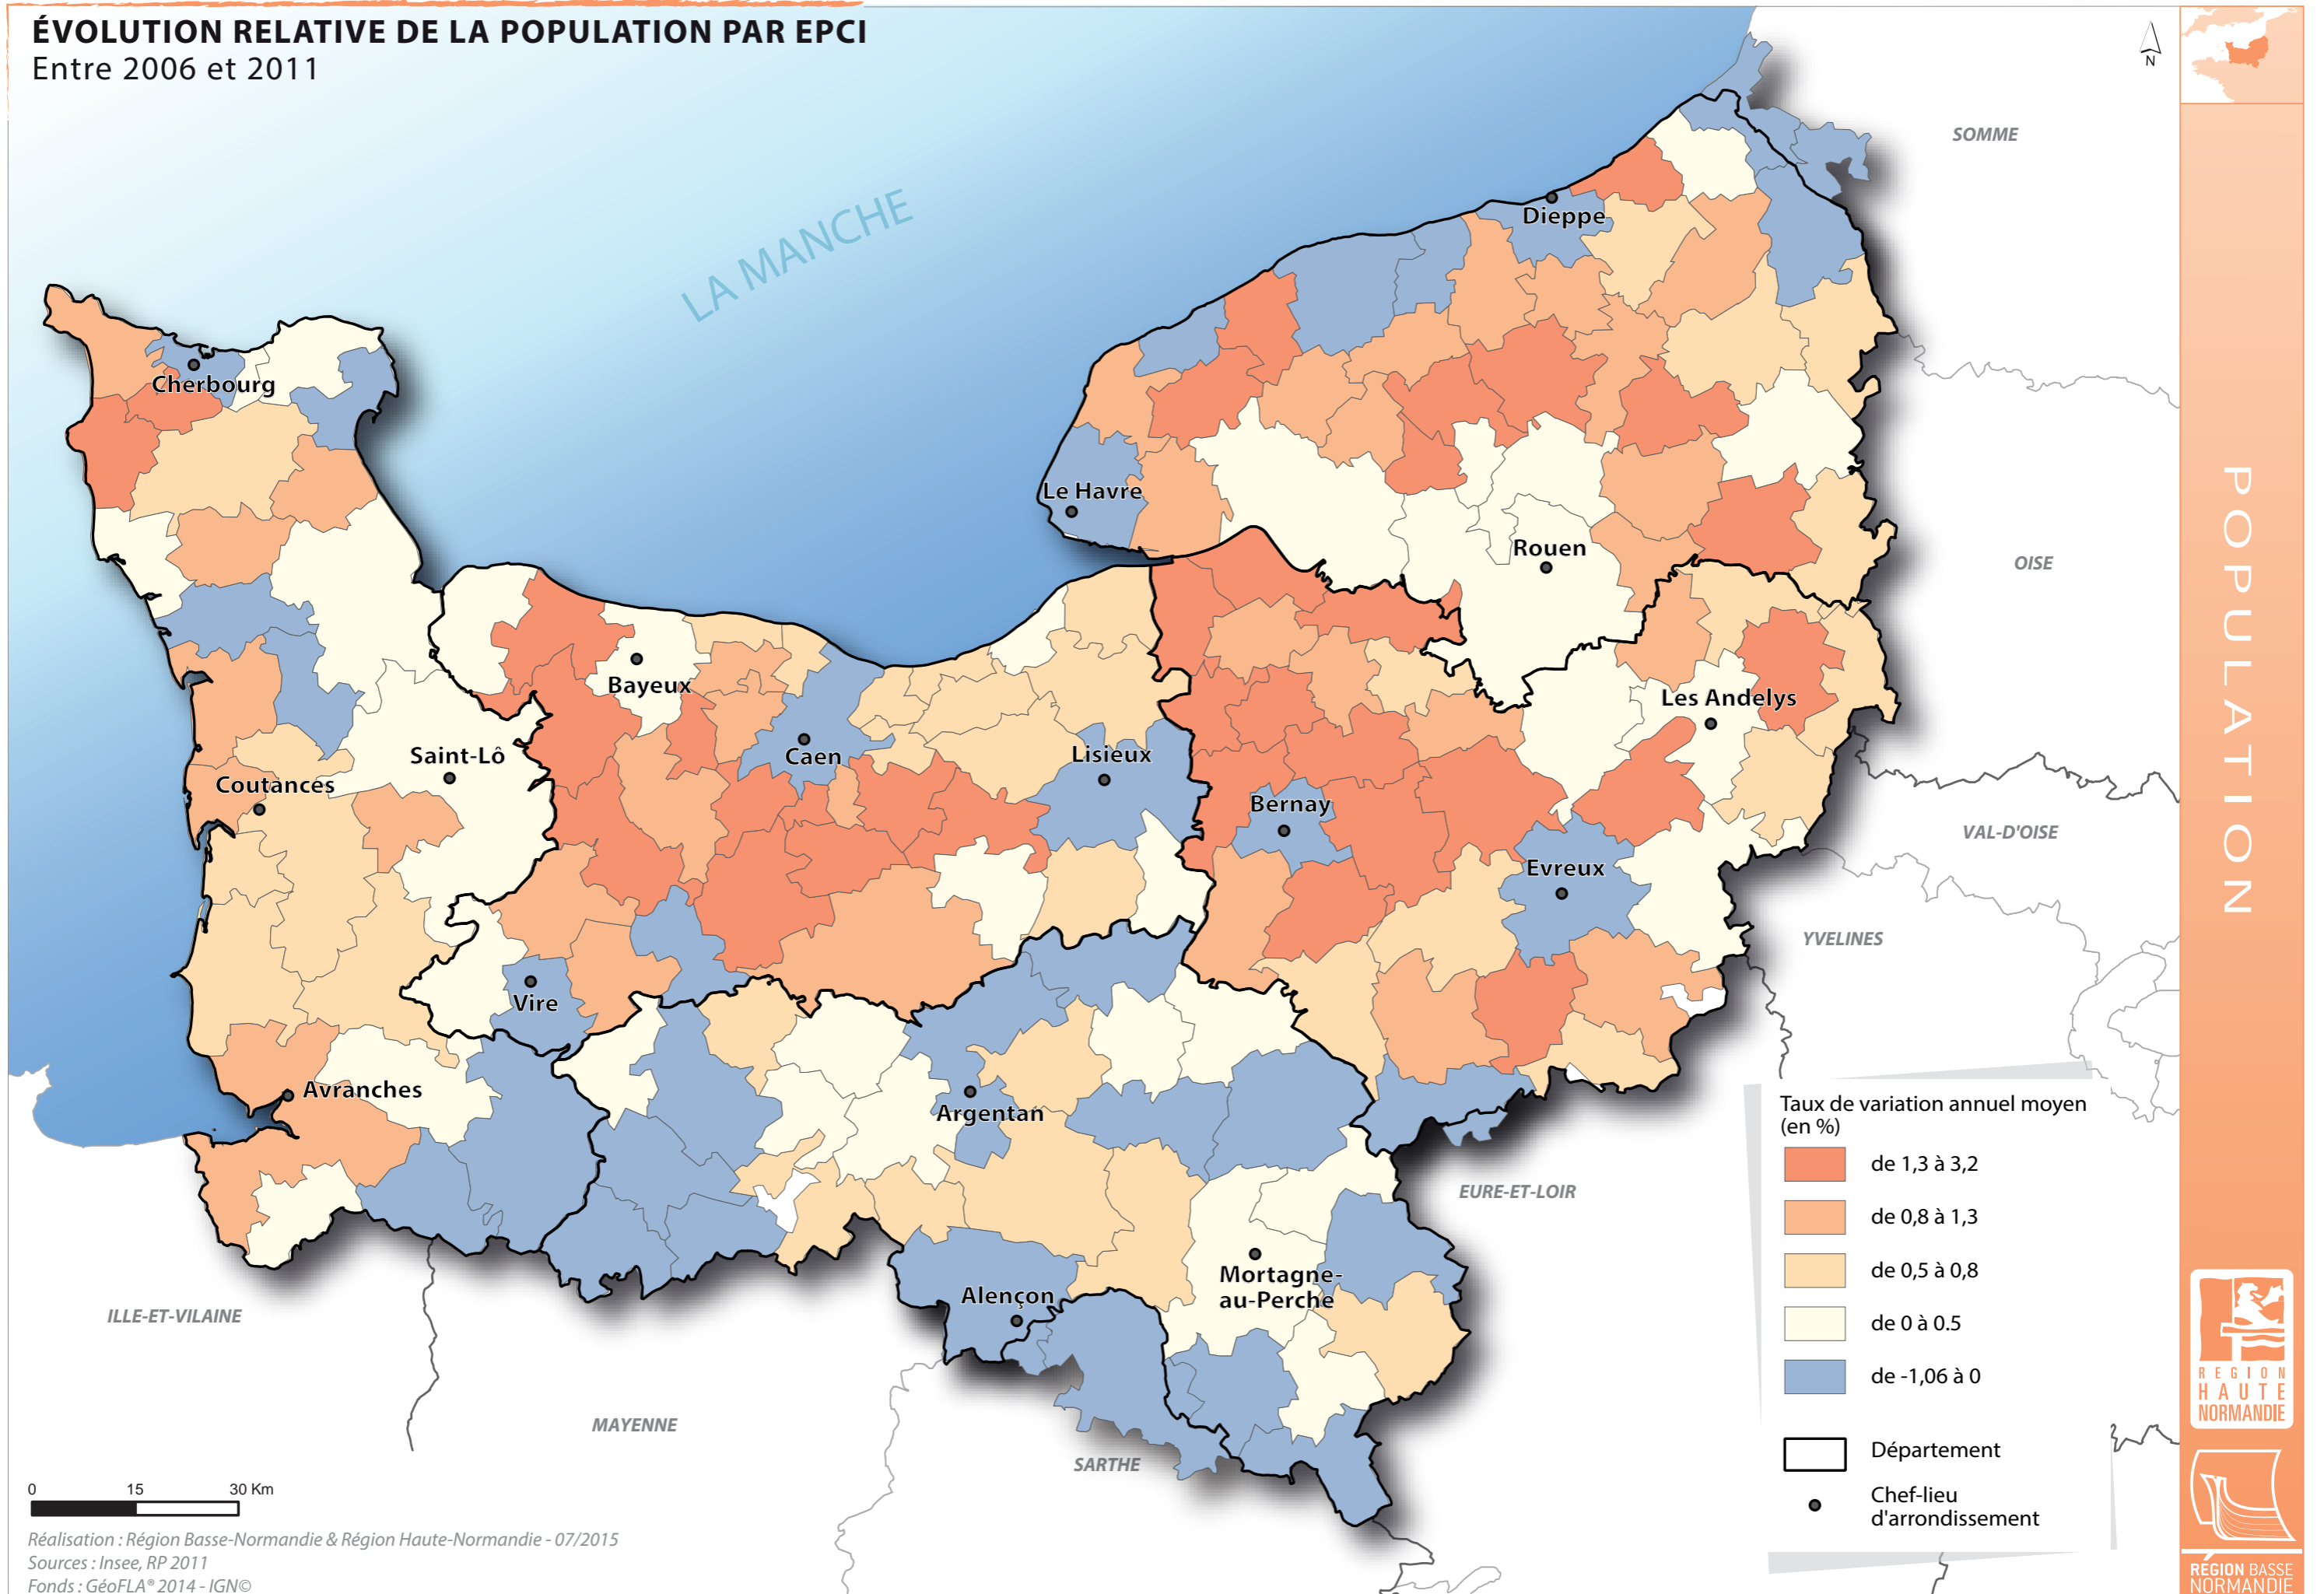 ÉVOLUTION RELATIVE DE LA POPULATION PAR EPCI
Entre 2006 et 2011
N
SOMME
LA MANCHE
Dieppe
Cherbourg
Le Havre
Rouen
OISE
POPULATION
Bayeux
Les Andelys
Saint-Lô
Caen
Lisieux
Coutances
Bernay
VAL-D'OISE
Evreux
YVELINES
Vire
Avranches
Argentan
Taux de variation annuel moyen
(en %)
de 1,3 à 3,2
de 0,8 à 1,3
de 0,5 à 0,8
de 0 à 0.5
de -1,06 à 0
Département
Chef-lieu
d'arrondissement
EURE-ET-LOIR
Mortagne-
au-Perche
Alençon
ILLE-ET-VILAINE
MAYENNE
SARTHE
0 15 30 Km
Réalisation : Région Basse-Normandie & Région Haute-Normandie - 07/2015
Sources : Insee, RP 2011
Fonds : GéoFLA® 2014 - IGN©
REGION
HAUTE
NORMANDIE
RÉGION BASSE
NORMANDIE